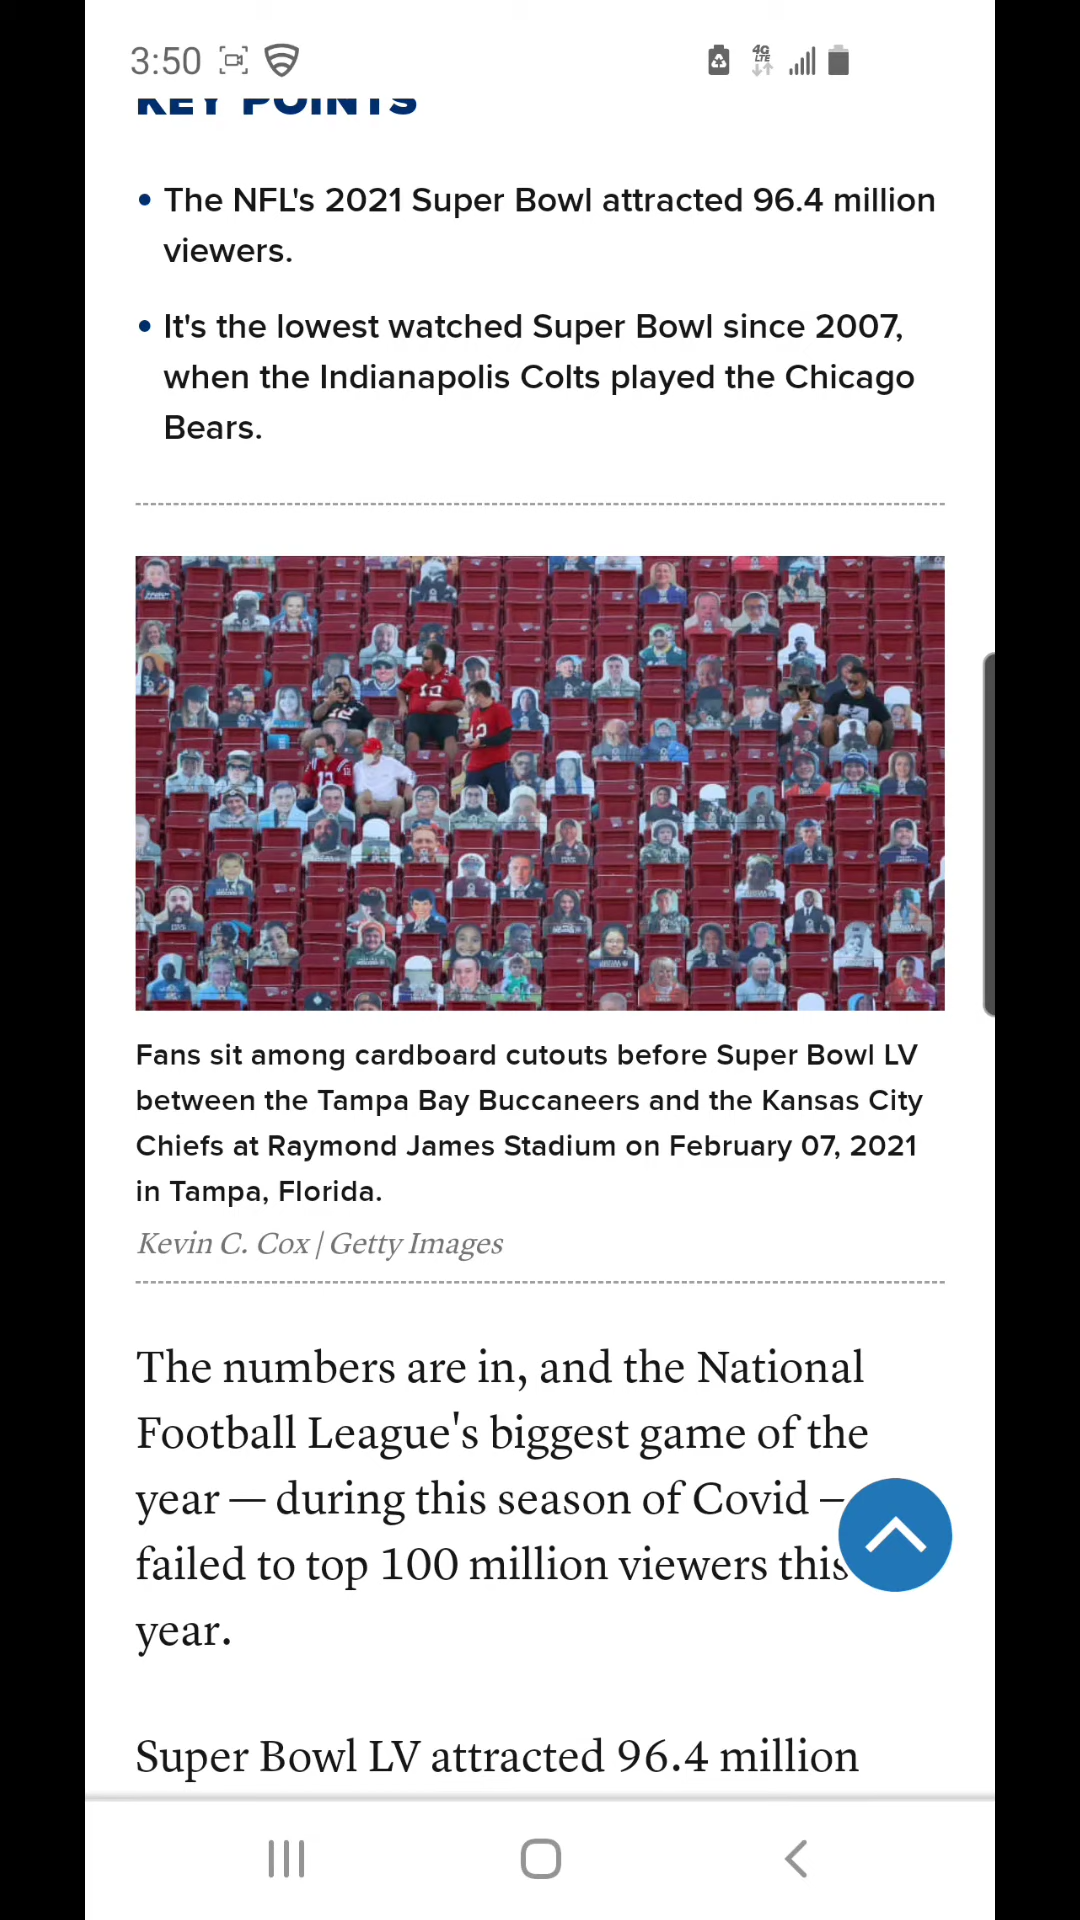 3:50
4G
LTE
KEY POINTS
• The NFL's 2021 Super Bowl attracted 96.4 million
viewers.
• It's the lowest watched Super Bowl since 2007,
when the Indianapolis Colts played the Chicago
Bears.
Fans sit among cardboard cutouts before Super Bowl LV
between the Tampa Bay Buccaneers and the Kansas City
Chiefs at Raymond James Stadium on February 07, 2021
in Tampa, Florida.
Kevin C. Cox | Getty Images
The numbers are in, and the National
Football League's biggest game of the
year — during this season of Covid –
failed to top 100 million viewers this
year.
Super Bowl LV attracted 96.4 million